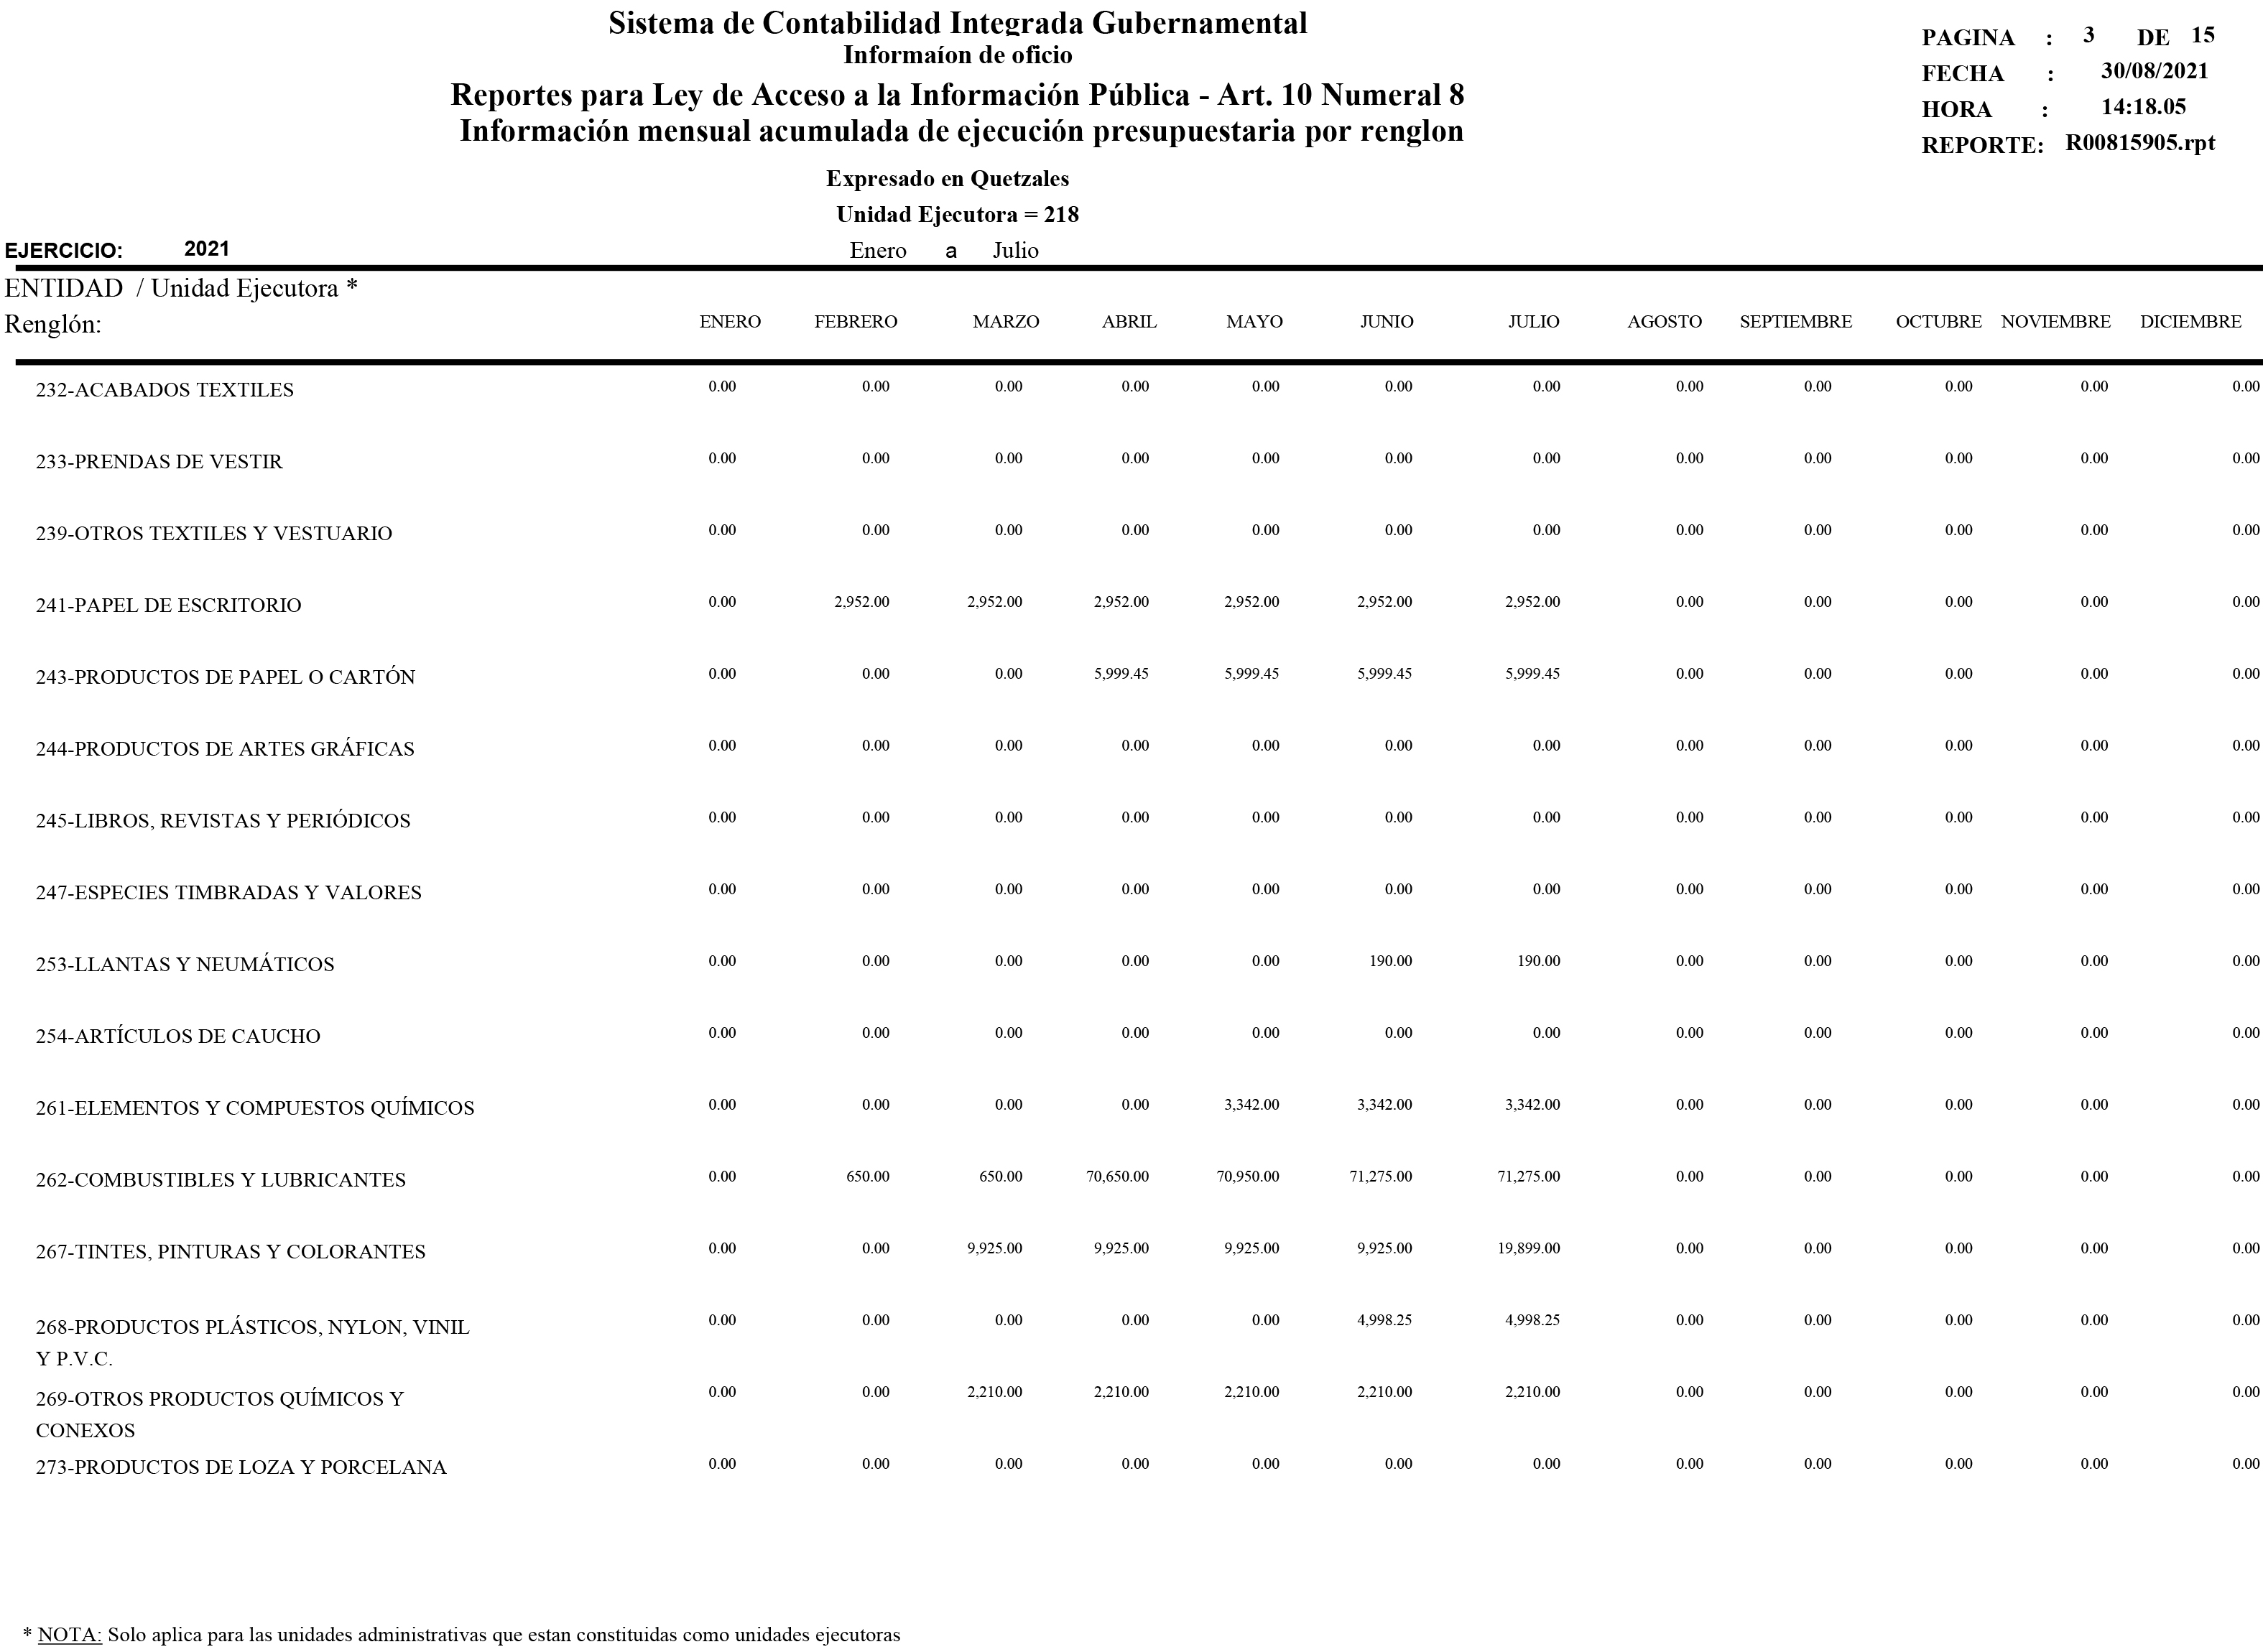 Sistema de Contabilidad Integrada Gubernamental
Informaíon de oficio
Reportes para Ley de Acceso a la Información Pública - Art. 10 Numeral 8
Información mensual acumulada de ejecución presupuestaria por renglon
PAGINA : 3 DE 15
FECHA : 30/08/2021
HORA : 14:18.05
REPORTE: R00815905.rpt
Expresado en Quetzales
Unidad Ejecutora = 218
EJERCICIO: 2021 Enero a Julio
ENTIDAD / Unidad Ejecutora *
Renglón: ENERO FEBRERO MARZO ABRIL MAYO JUNIO JULIO AGOSTO SEPTIEMBRE OCTUBRE NOVIEMBRE DICIEMBRE
232-ACABADOS TEXTILES 0.00 0.00 0.00 0.00 0.00 0.00 0.00 0.00 0.00 0.00 0.00 0.00
233-PRENDAS DE VESTIR 0.00 0.00 0.00 0.00 0.00 0.00 0.00 0.00 0.00 0.00 0.00 0.00
239-OTROS TEXTILES Y VESTUARIO 0.00 0.00 0.00 0.00 0.00 0.00 0.00 0.00 0.00 0.00 0.00 0.00
241-PAPEL DE ESCRITORIO 0.00 2,952.00 2,952.00 2,952.00 2,952.00 2,952.00 2,952.00 0.00 0.00 0.00 0.00 0.00
243-PRODUCTOS DE PAPEL O CARTÓN 0.00 0.00 0.00 5,999.45 5,999.45 5,999.45 5,999.45 0.00 0.00 0.00 0.00 0.00
244-PRODUCTOS DE ARTES GRÁFICAS 0.00 0.00 0.00 0.00 0.00 0.00 0.00 0.00 0.00 0.00 0.00 0.00
245-LIBROS, REVISTAS Y PERIÓDICOS 0.00 0.00 0.00 0.00 0.00 0.00 0.00 0.00 0.00 0.00 0.00 0.00
247-ESPECIES TIMBRADAS Y VALORES 0.00 0.00 0.00 0.00 0.00 0.00 0.00 0.00 0.00 0.00 0.00 0.00
253-LLANTAS Y NEUMÁTICOS 0.00 0.00 0.00 0.00 0.00 190.00 190.00 0.00 0.00 0.00 0.00 0.00
254-ARTÍCULOS DE CAUCHO 0.00 0.00 0.00 0.00 0.00 0.00 0.00 0.00 0.00 0.00 0.00 0.00
261-ELEMENTOS Y COMPUESTOS QUÍMICOS 0.00 0.00 0.00 0.00 3,342.00 3,342.00 3,342.00 0.00 0.00 0.00 0.00 0.00
262-COMBUSTIBLES Y LUBRICANTES 0.00 650.00 650.00 70,650.00 70,950.00 71,275.00 71,275.00 0.00 0.00 0.00 0.00 0.00
267-TINTES, PINTURAS Y COLORANTES 0.00 0.00 9,925.00 9,925.00 9,925.00 9,925.00 19,899.00 0.00 0.00 0.00 0.00 0.00
268-PRODUCTOS PLÁSTICOS, NYLON, VINIL 0.00 0.00 0.00 0.00 0.00 4,998.25 4,998.25 0.00 0.00 0.00 0.00 0.00
Y P.V.C.
269-OTROS PRODUCTOS QUÍMICOS Y 0.00 0.00 2,210.00 2,210.00 2,210.00 2,210.00 2,210.00 0.00 0.00 0.00 0.00 0.00
CONEXOS
273-PRODUCTOS DE LOZA Y PORCELANA 0.00 0.00 0.00 0.00 0.00 0.00 0.00 0.00 0.00 0.00 0.00 0.00
* NOTA: Solo aplica para las unidades administrativas que estan constituidas como unidades ejecutoras